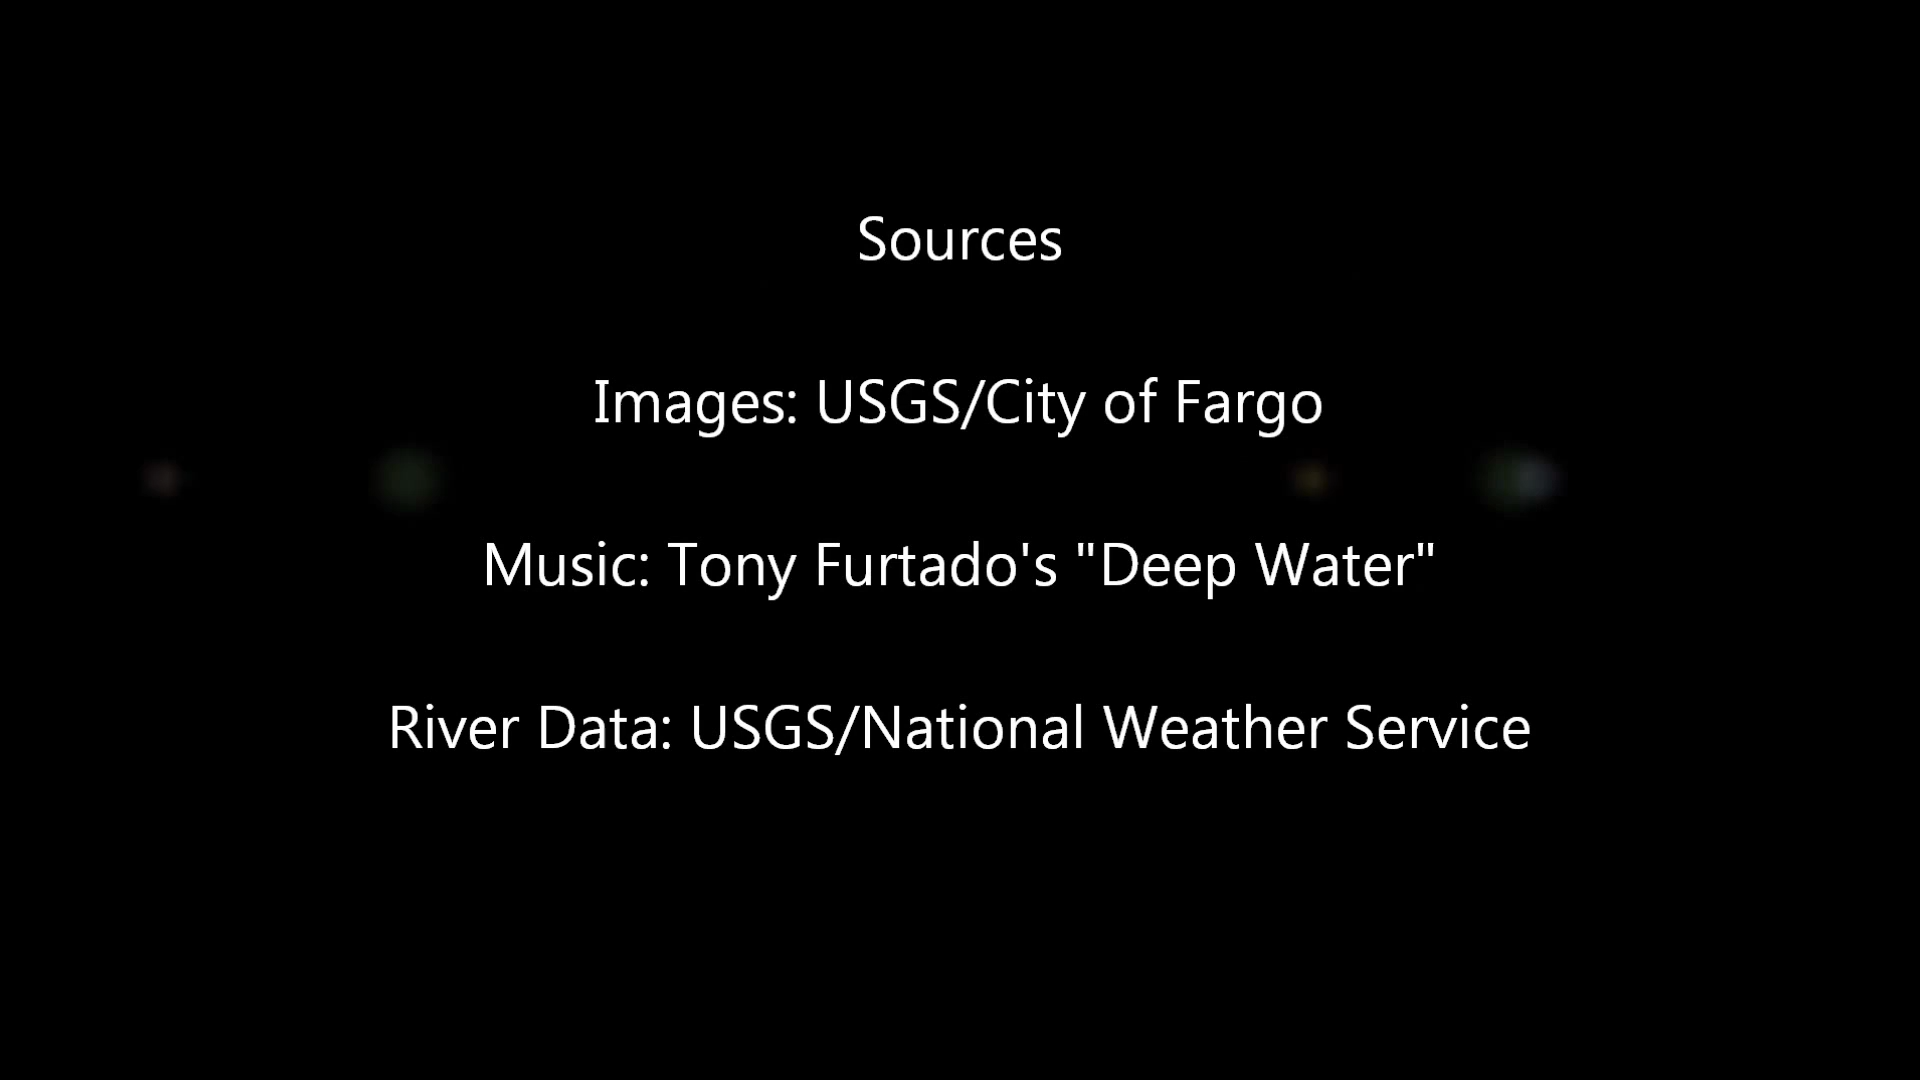 Sources
Images: USGS/City of Fargo
Music: Tony Furtado's "Deep Water"
River Data: USGS/National Weather Service